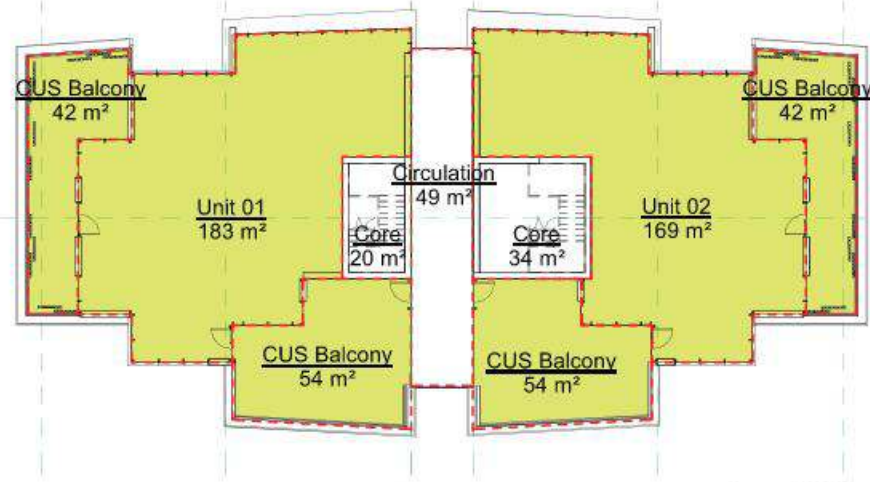 CUS Balcony
42 m²
CUS Balcony
42 m²
Circulation
49 m²
Unit 01
183 m²
Unit 02
169 m²
Core
20 m²
Core
34 m²
CUS Balcony
54 m²
CUS Balcony
54 m²